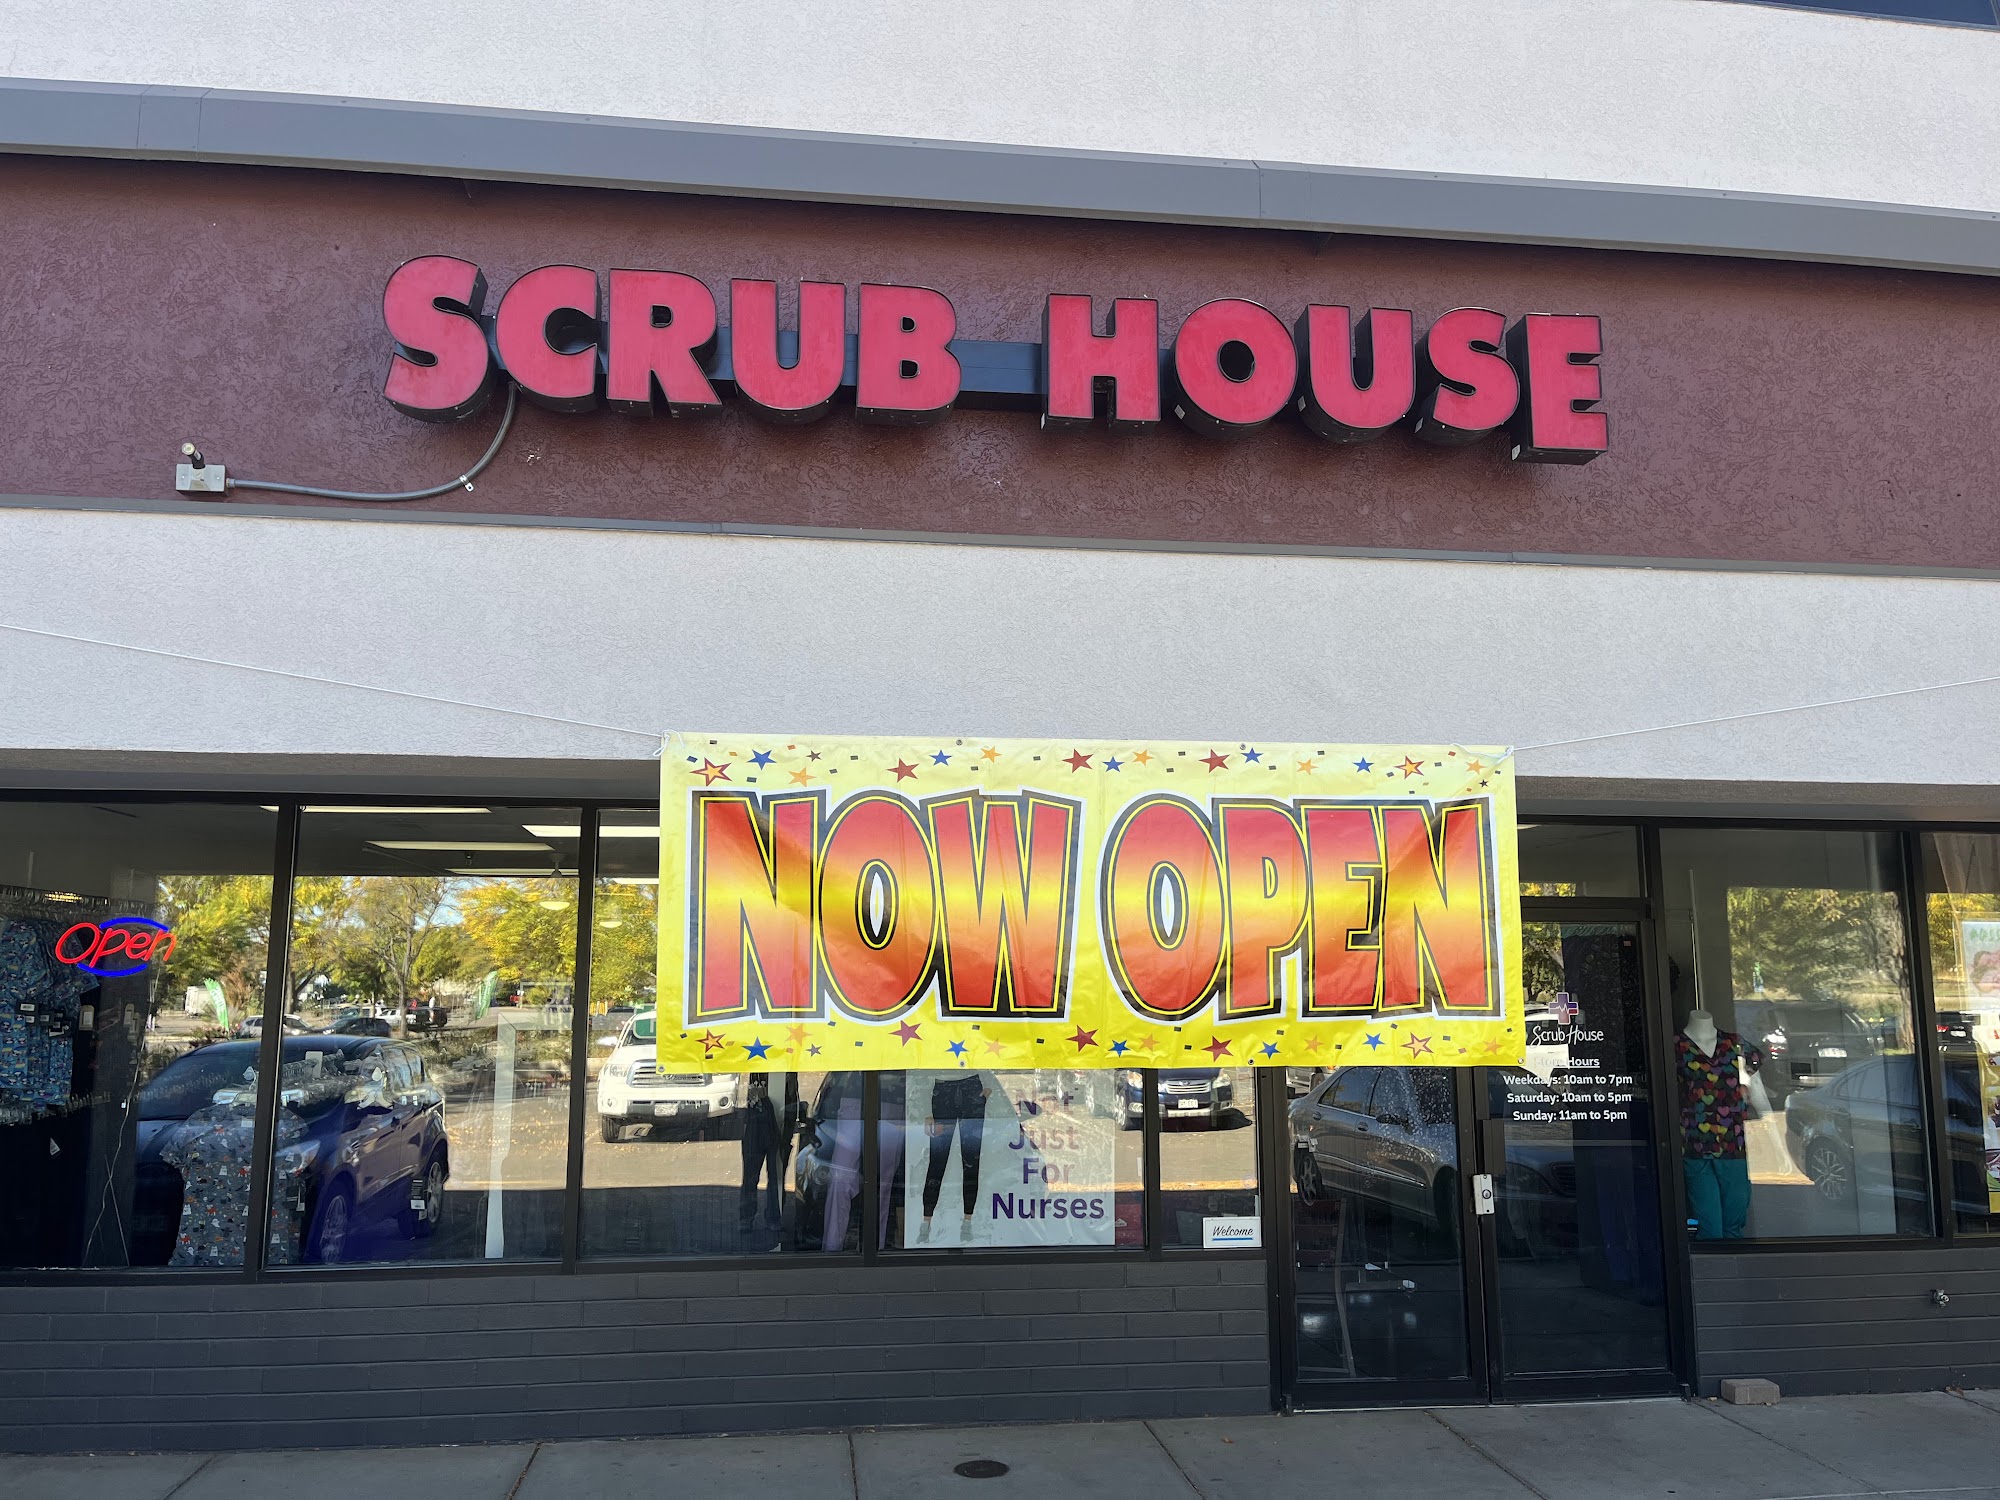 SCRUB HOUSE
NOW OPEN
Open
Scrub House
Store Hours
Weekdays: 10am to 7pm
Saturday: 10am to 5pm
Sunday: 11am to 5pm
Not
Just
For
Nurses
Welcome